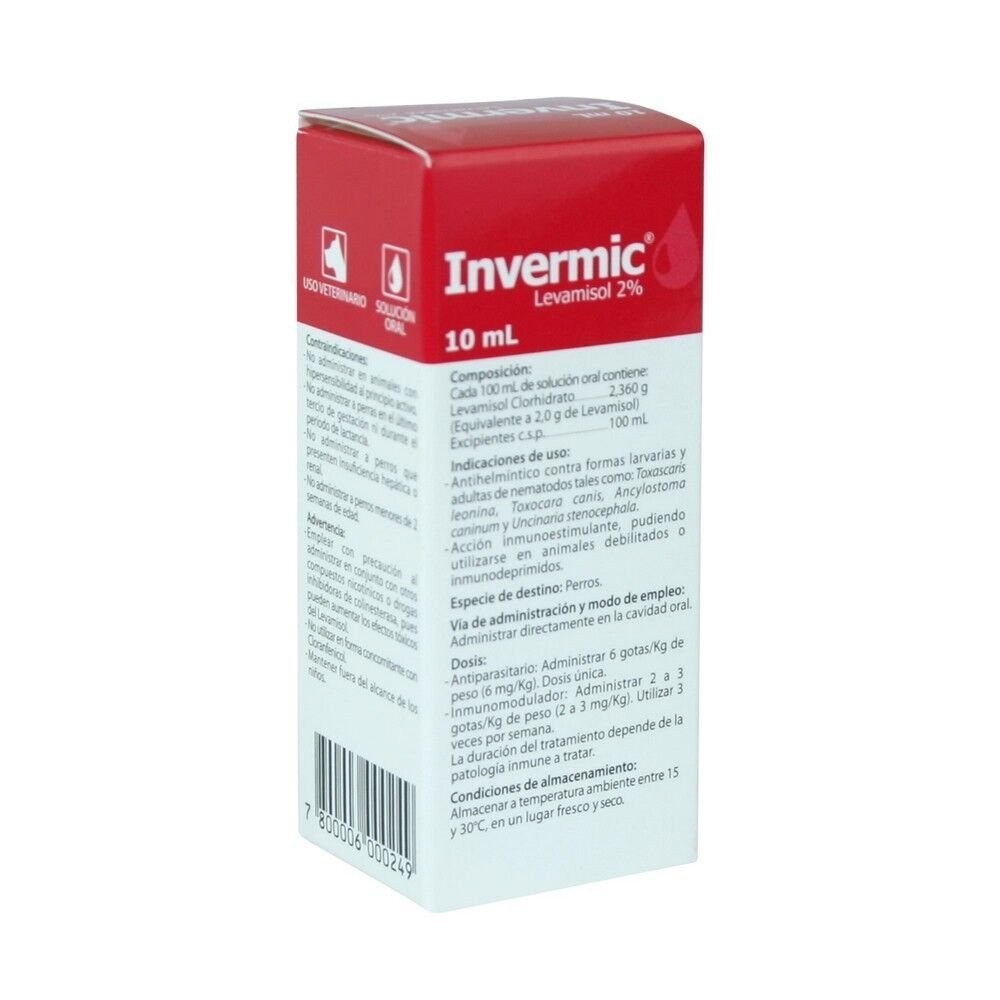 Invermic
10 mL
USO VETERINARIO
SOLUCIÓN
ORAL
Contraindicaciones:
-No administrar en animales con
hipersensibilidad al principio activo.
-No administrar a perras en el último
tercio de gestación ni durante el
período de lactancia.
-No administrar a perros que
presenten insuficiencia hepática o
renal.
-No administrar a perros menores de 2
semanas de edad.
Advertencia:
-Emplear con precaución al
administrar en conjunto con otros
compuestos nicotínicos o drogas
inhibidoras de colinesterasa, pues
pueden aumentar los efectos tóxicos
del Levamisol.
-No utilizar en forma concomitante con
Cloranfenicol.
-Mantener fuera del alcance de los
niños.
7 800006 000249
Invermic®
Levamisol 2%
10 mL
Composición:
Cada 100 mL de solución oral contiene:
Levamisol Clorhidrato..........2,360 g
(Equivalente a 2,0 g de Levamisol)
Excipientes c.s.p..................100 mL
Indicaciones de uso:
-Antihelmíntico contra formas larvarias y
adultas de nematodos tales como: Toxascaris
leonina, Toxocara canis, Ancylostoma
caninum y Uncinaria stenocephala.
-Acción inmunoestimulante, pudiendo
utilizarse en animales debilitados o
inmunodeprimidos.
Especie de destino: Perros.
Vía de administración y modo de empleo:
Administrar directamente en la cavidad oral.
Dosis:
-Antiparasitario: Administrar 6 gotas/Kg de
peso (6 mg/Kg). Dosis única.
-Inmunomodulador: Administrar 2 a 3
gotas/Kg de peso (2 a 3 mg/Kg). Utilizar 3
veces por semana.
La duración del tratamiento depende de la
patología inmune a tratar.
Condiciones de almacenamiento:
Almacenar a temperatura ambiente entre 15
y 30°C, en un lugar fresco y seco.